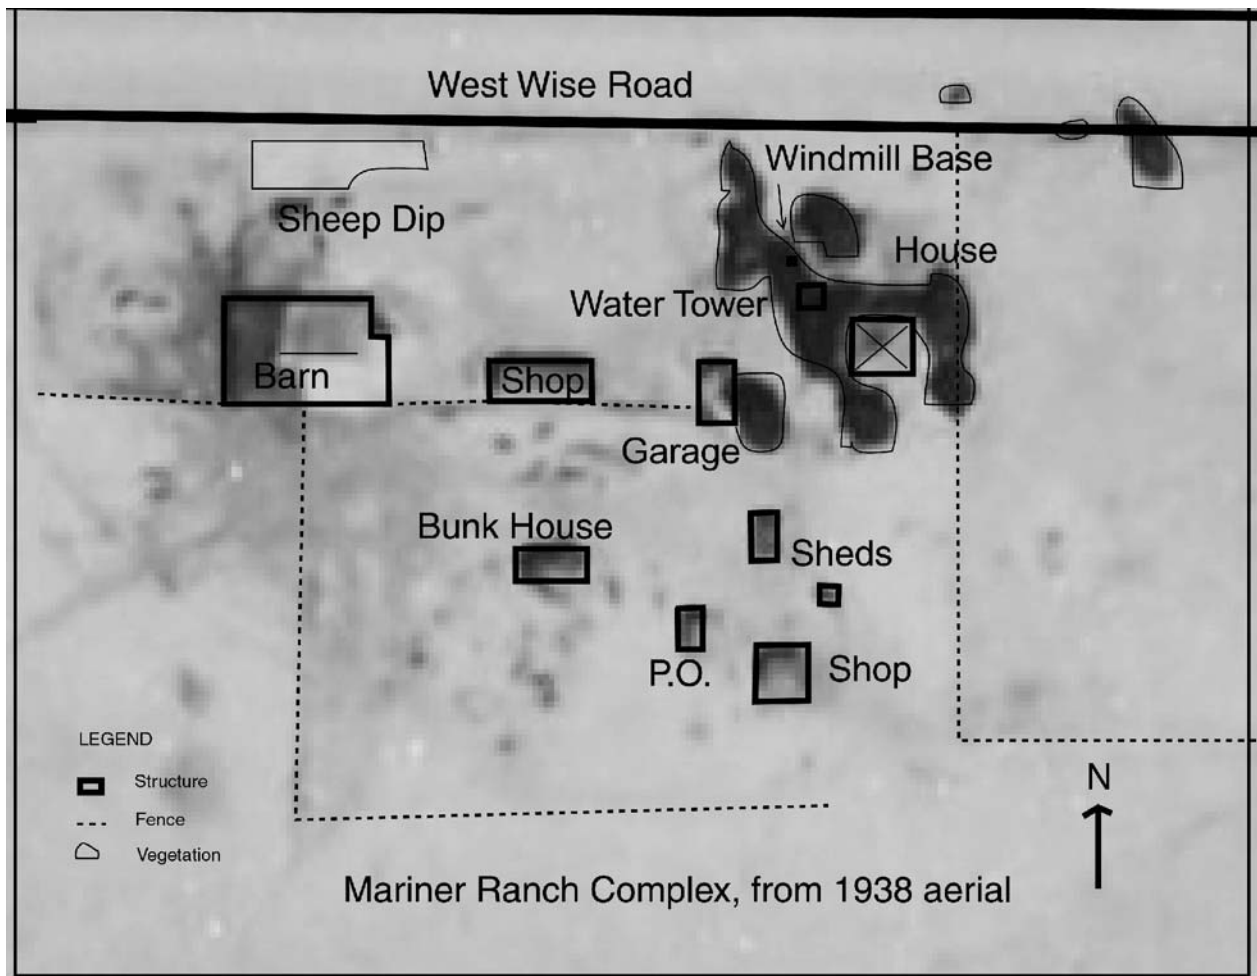 West Wise Road
Windmill Base
Sheep Dip
House
Water Tower
Barn
Shop
Garage
Bunk House
Sheds
P.O.
Shop
LEGEND
Structure
Fence
Vegetation
N
Mariner Ranch Complex, from 1938 aerial